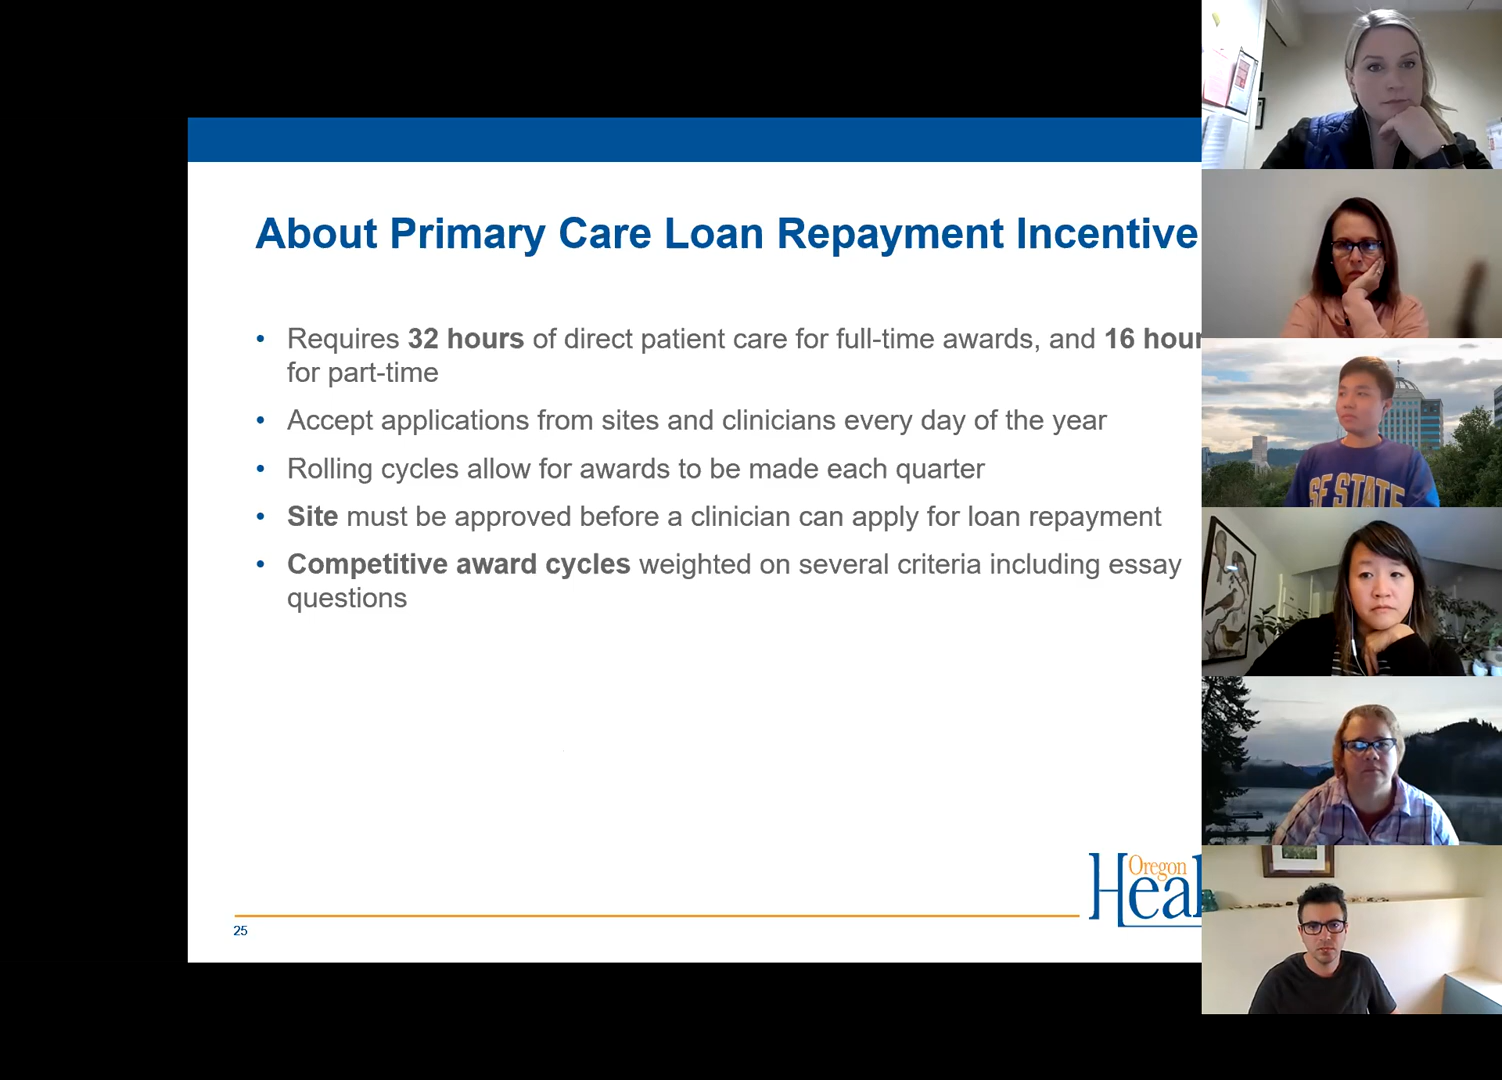 About Primary Care Loan Repayment Incentive
• Requires 32 hours of direct patient care for full-time awards, and 16 hour
for part-time
• Accept applications from sites and clinicians every day of the year
• Rolling cycles allow for awards to be made each quarter
• Site must be approved before a clinician can apply for loan repayment
• Competitive award cycles weighted on several criteria including essay
questions
SF STATE
Oregon
Heal
25